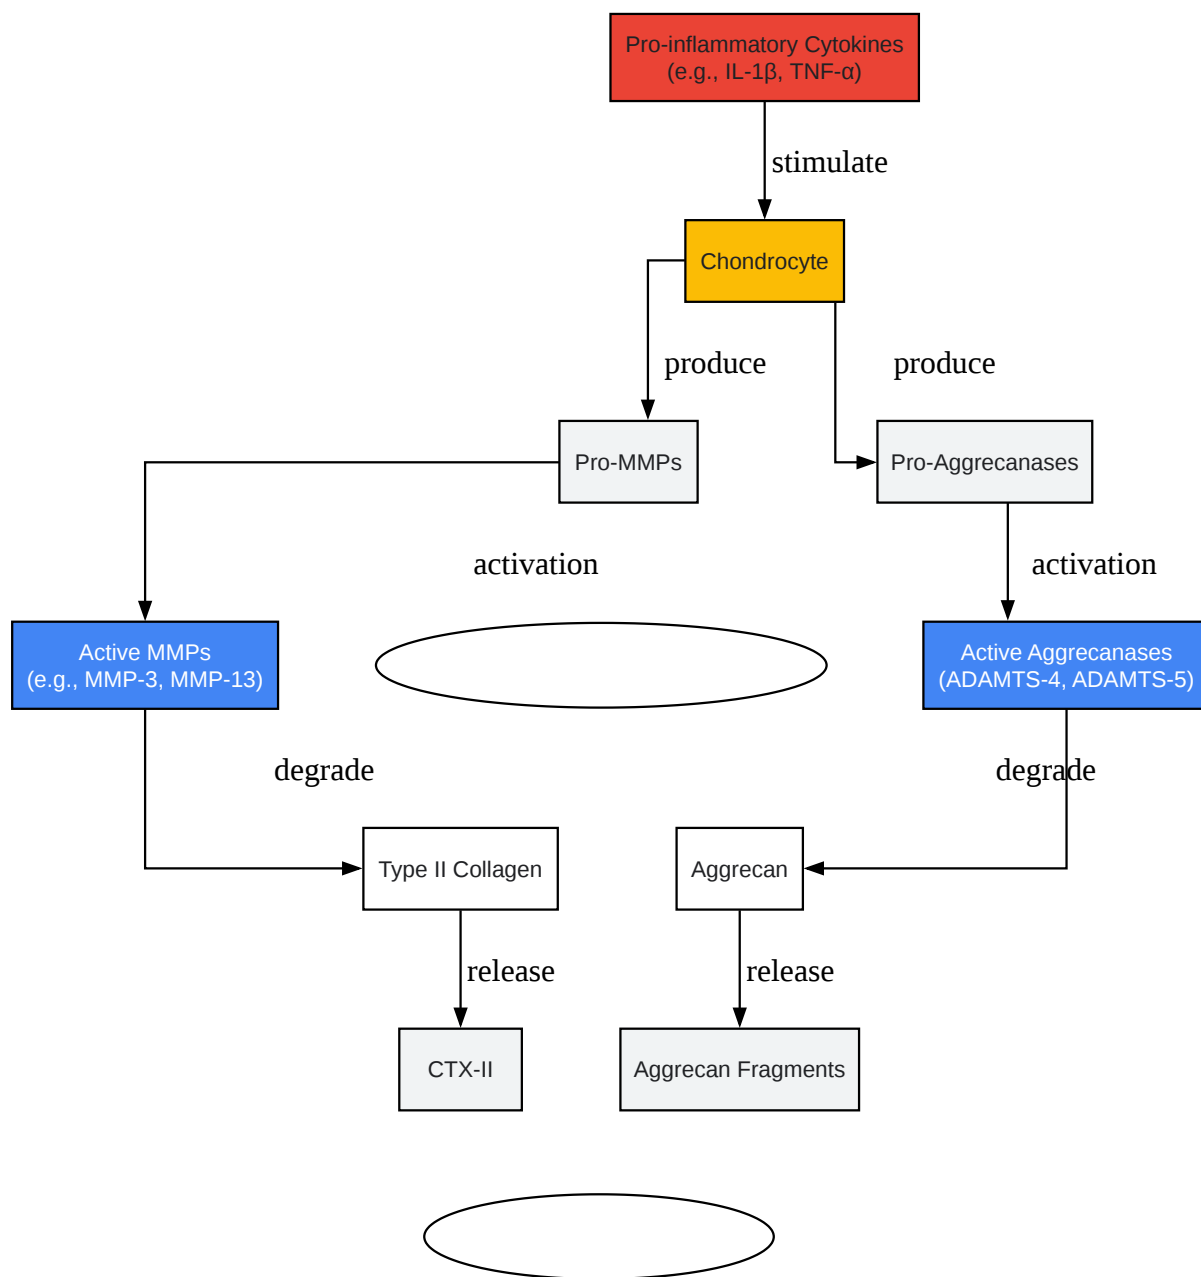 Pro-inflammatory Cytokines
(e.g., IL-1β, TNF-α)
stimulate
Chondrocyte
produce
produce
Pro-MMPs
Pro-Aggrecanases
activation
activation
Active MMPs
(e.g., MMP-3, MMP-13)
Active Aggrecanases
(ADAMTS-4, ADAMTS-5)
degrade
degrade
Type II Collagen
Aggrecan
release
release
CTX-II
Aggrecan Fragments